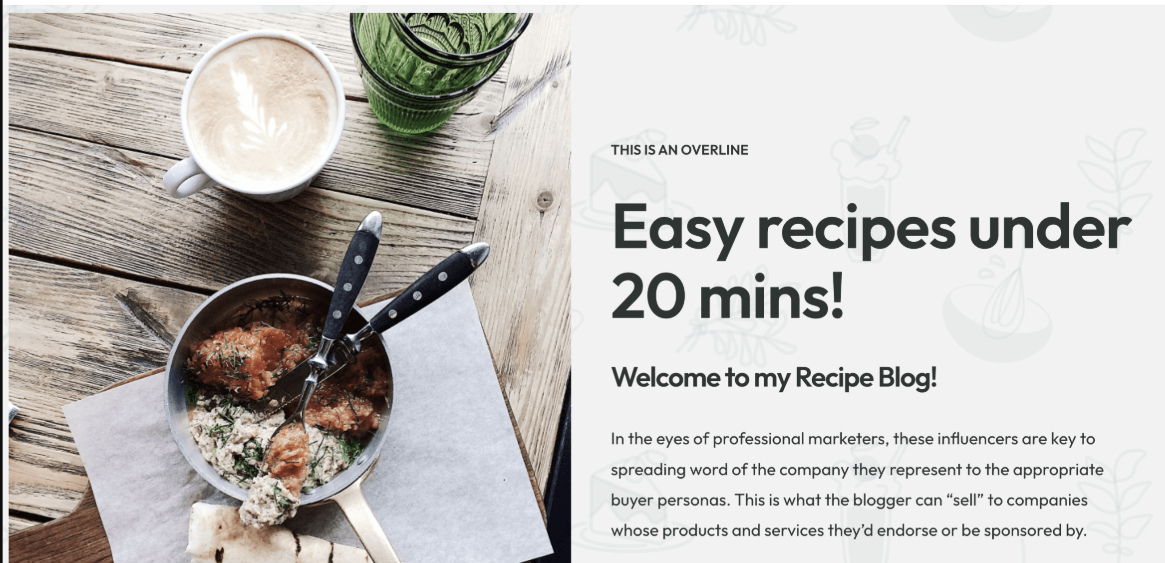 THIS IS AN OVERLINE
Easy recipes under
20 mins!
Welcome to my Recipe Blog!
In the eyes of professional marketers, these influencers are key to
spreading word of the company they represent to the appropriate
buyer personas. This is what the blogger can “sell” to companies
whose products and services they’d endorse or be sponsored by.